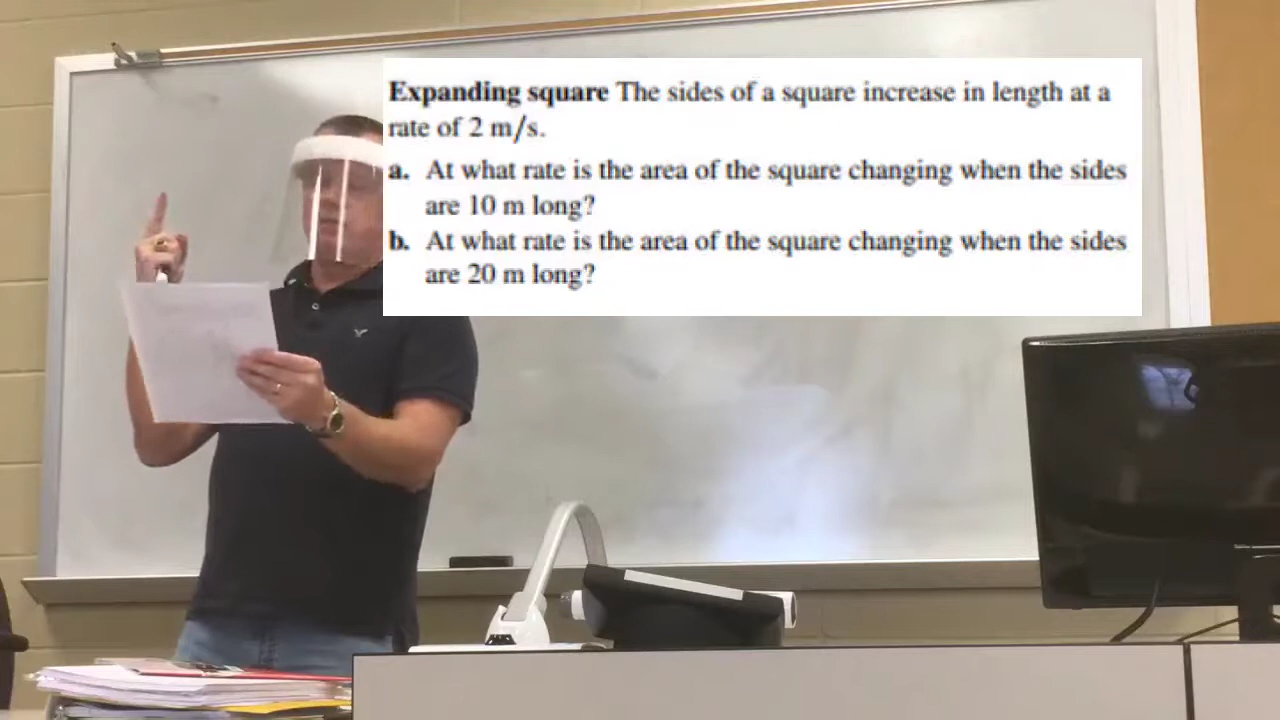 Expanding square The sides of a square increase in length at a
rate of 2 m/s.
a. At what rate is the area of the square changing when the sides
are 10 m long?
b. At what rate is the area of the square changing when the sides
are 20 m long?